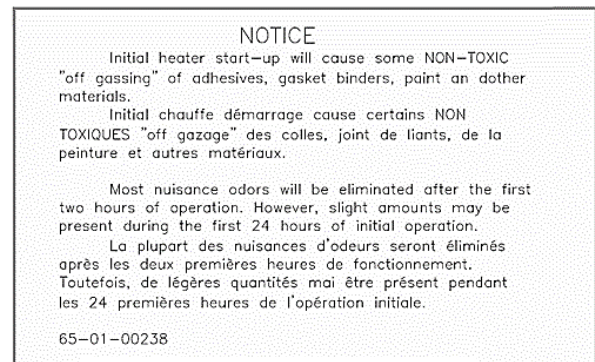 NOTICE
Initial heater start-up will cause some NON-TOXIC
"off gassing" of adhesives, gasket binders, paint an dother
materials.
Initial chauffe démarrage cause certains NON
TOXIQUES "off gazage" des colles, joint de liants, de la
peinture et autres matériaux.
Most nuisance odors will be eliminated after the first
two hours of operation. However, slight amounts may be
present during the first 24 hours of initial operation.
La plupart des nuisances d'odeurs seront éliminés
après les deux premières heures de fonctionnement.
Toutefois, de légères quantités mai être présent pendant
les 24 premières heures de l'opération initiale.
65-01-00238